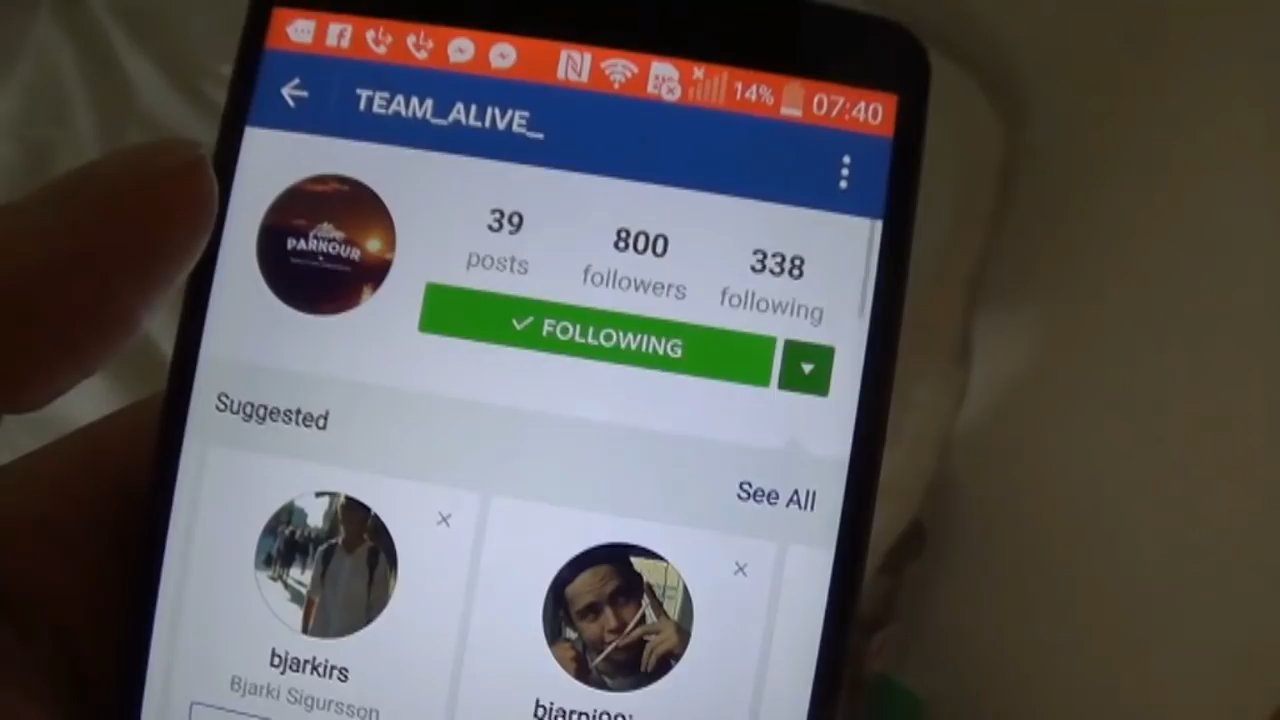 14% 07:40
TEAM_ALIVE_
39 800 338
posts followers following
PARKOUR
✓ FOLLOWING
Suggested
See All
bjarkirs
Bjarki Sigursson